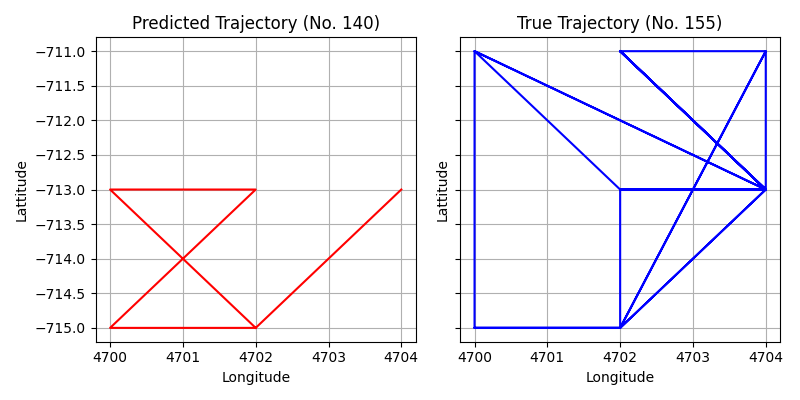 Predicted Trajectory (No. 140)
True Trajectory (No. 155)
−711.0
−711.5
−712.0
−712.5
−713.0
−713.5
−714.0
−714.5
−715.0
Lattitude
Lattitude
4700 4701 4702 4703 4704
4700 4701 4702 4703 4704
Longitude
Longitude